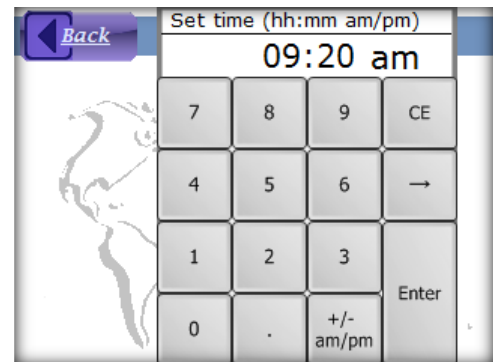 Back
Set time (hh:mm am/pm)
09:20 am
7 8 9 CE
4 5 6 →
1 2 3
Enter
0 . +/-
am/pm